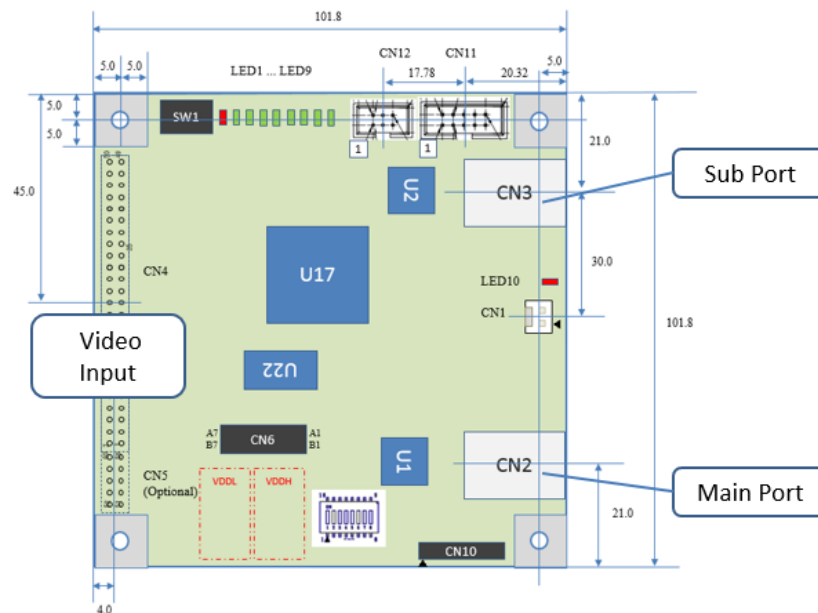 101.8
5.0
5.0
5.0
CN12
CN11
LED1 ... LED9
17.78
20.32
5.0
5.0
SW1
1
1
21.0
45.0
U2
CN3
Sub Port
CN4
U17
LED10
30.0
CN1
101.8
Video
Input
U22
A7
B7
CN6
A1
B1
U1
CN2
CN5
(Optional)
VDDL
VDDH
Main Port
21.0
CN10
4.0